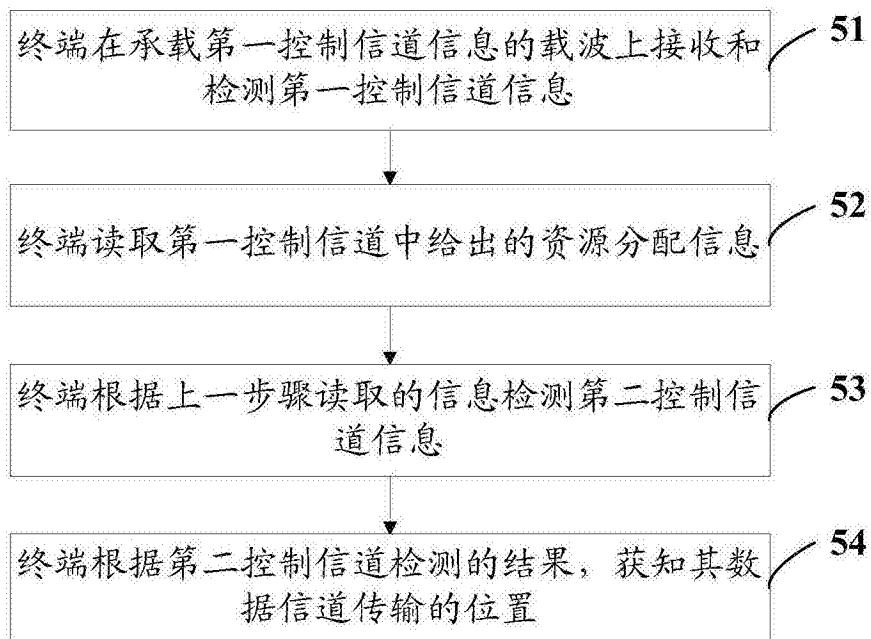 终端在承载第一控制信道信息的载波上接收和
检测第一控制信道信息
51
终端读取第一控制信道中给出的资源分配信息
52
终端根据上一步骤读取的信息检测第二控制信
道信息
53
终端根据第二控制信道检测的结果，获知其数
据信道传输的位置
54